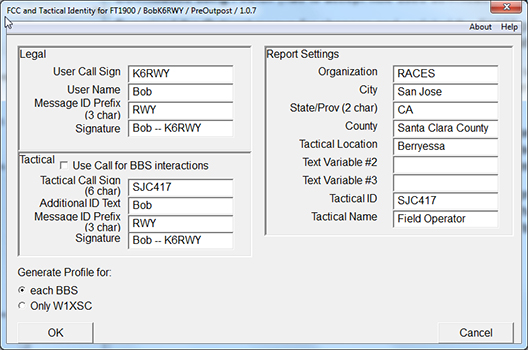 FCC and Tactical Identity for FT1900 / BobK6RWY / PreOutpost / 1.0.7
About Help
Legal
User Call Sign K6RWY
User Name Bob
Message ID Prefix
(3 char) RWY
Signature Bob -- K6RWY
Tactical Use Call for BBS interactions
Tactical Call Sign
(6 char) SJC417
Additional ID Text Bob
Message ID Prefix
(3 char) RWY
Signature Bob -- K6RWY
Report Settings
Organization RACES
City San Jose
State/Prov (2 char) CA
County Santa Clara County
Tactical Location Berryessa
Text Variable #2
Text Variable #3
Tactical ID SJC417
Tactical Name Field Operator
Generate Profile for:
each BBS
Only W1XSC
OK Cancel